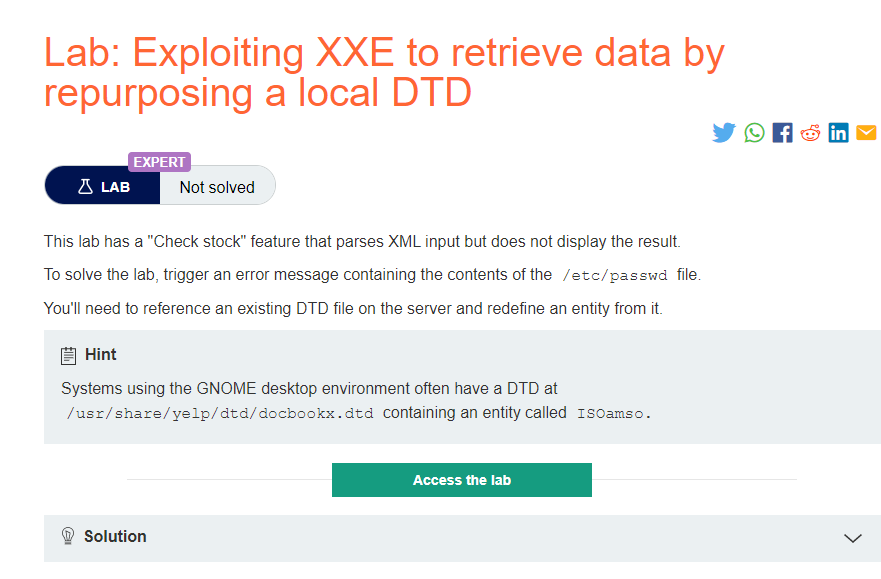 Lab: Exploiting XXE to retrieve data by
repurposing a local DTD
EXPERT
LAB
Not solved
This lab has a "Check stock" feature that parses XML input but does not display the result.
To solve the lab, trigger an error message containing the contents of the /etc/passwd file.
You'll need to reference an existing DTD file on the server and redefine an entity from it.
Hint
Systems using the GNOME desktop environment often have a DTD at
/usr/share/yelp/dtd/docbookx.dtd containing an entity called ISOamso.
Access the lab
Solution